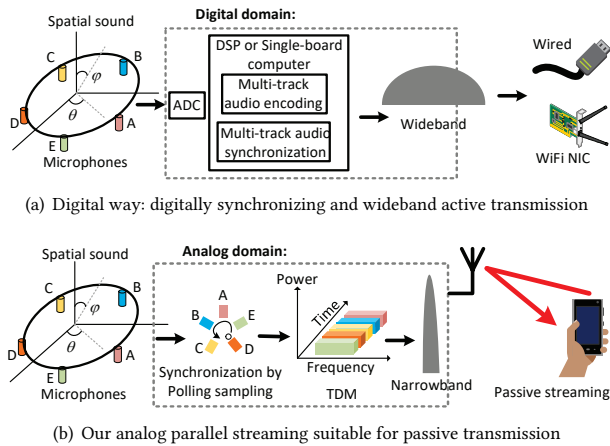 Spatial sound
Digital domain:
DSP or Single-board
computer
Multi-track
audio encoding
Multi-track audio
synchronization
ADC
C
B
φ
D
θ
A
E
Microphones
Wideband
Wired
WiFi NIC
(a) Digital way: digitally synchronizing and wideband active transmission
Spatial sound
Analog domain:
C
B
φ
D
θ
A
E
Microphones
A
B
E
C
D
Synchronization by
Polling sampling
Power
Time
Frequency
TDM
Narrowband
Passive streaming
(b) Our analog parallel streaming suitable for passive transmission